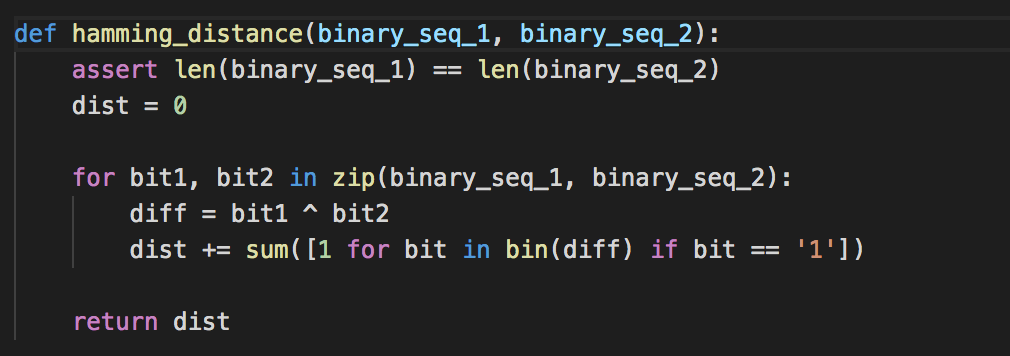 def hamming_distance(binary_seq_1, binary_seq_2):
    assert len(binary_seq_1) == len(binary_seq_2)
    dist = 0

    for bit1, bit2 in zip(binary_seq_1, binary_seq_2):
        diff = bit1 ^ bit2
        dist += sum([1 for bit in bin(diff) if bit == '1'])

    return dist